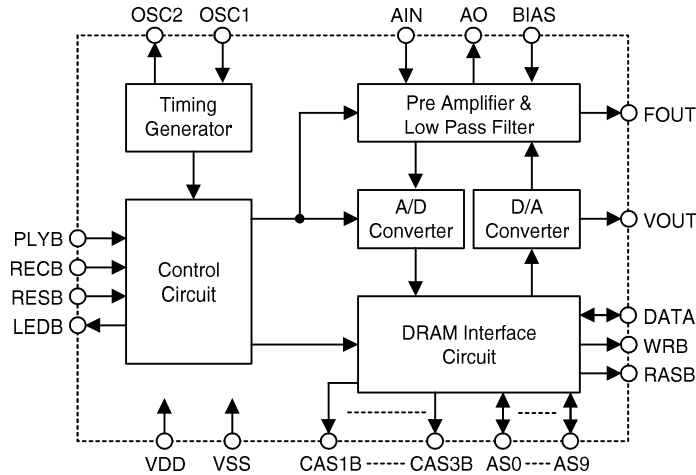 OSC2 OSC1 AIN AO BIAS
Timing
Generator
Pre Amplifier &
Low Pass Filter
FOUT
A/D
Converter
D/A
Converter
VOUT
PLYB
RECB
RESB
LEDB
Control
Circuit
DRAM Interface
Circuit
DATA
WRB
RASB
VDD VSS CAS1B CAS3B AS0 AS9